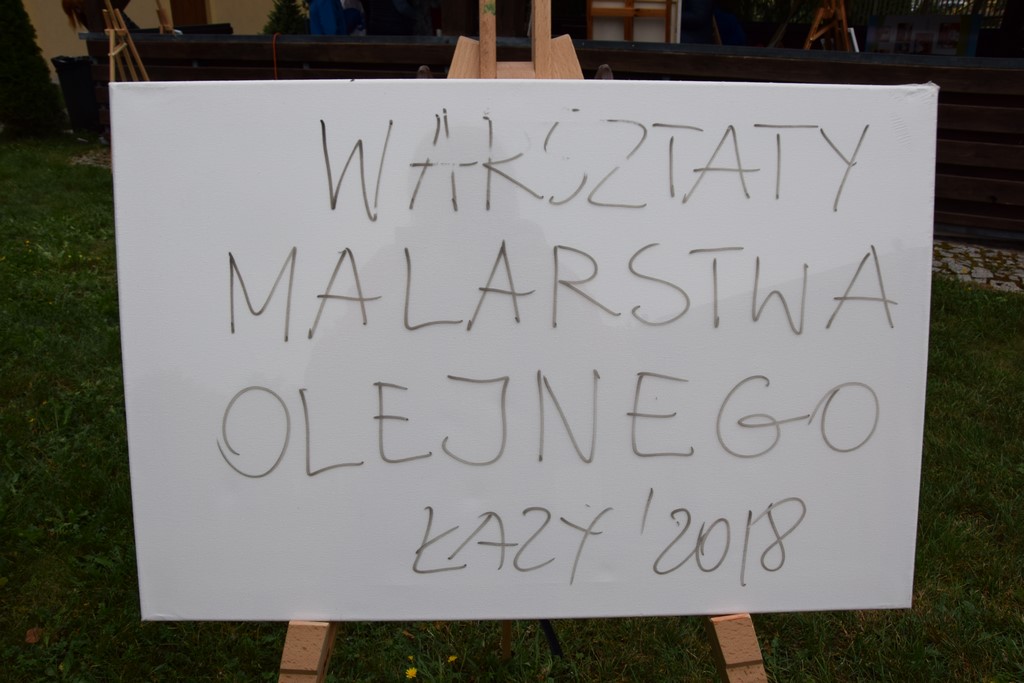 WARSZTATY
MALARSTWA
OLEJNEGO
ŁAZY '2018